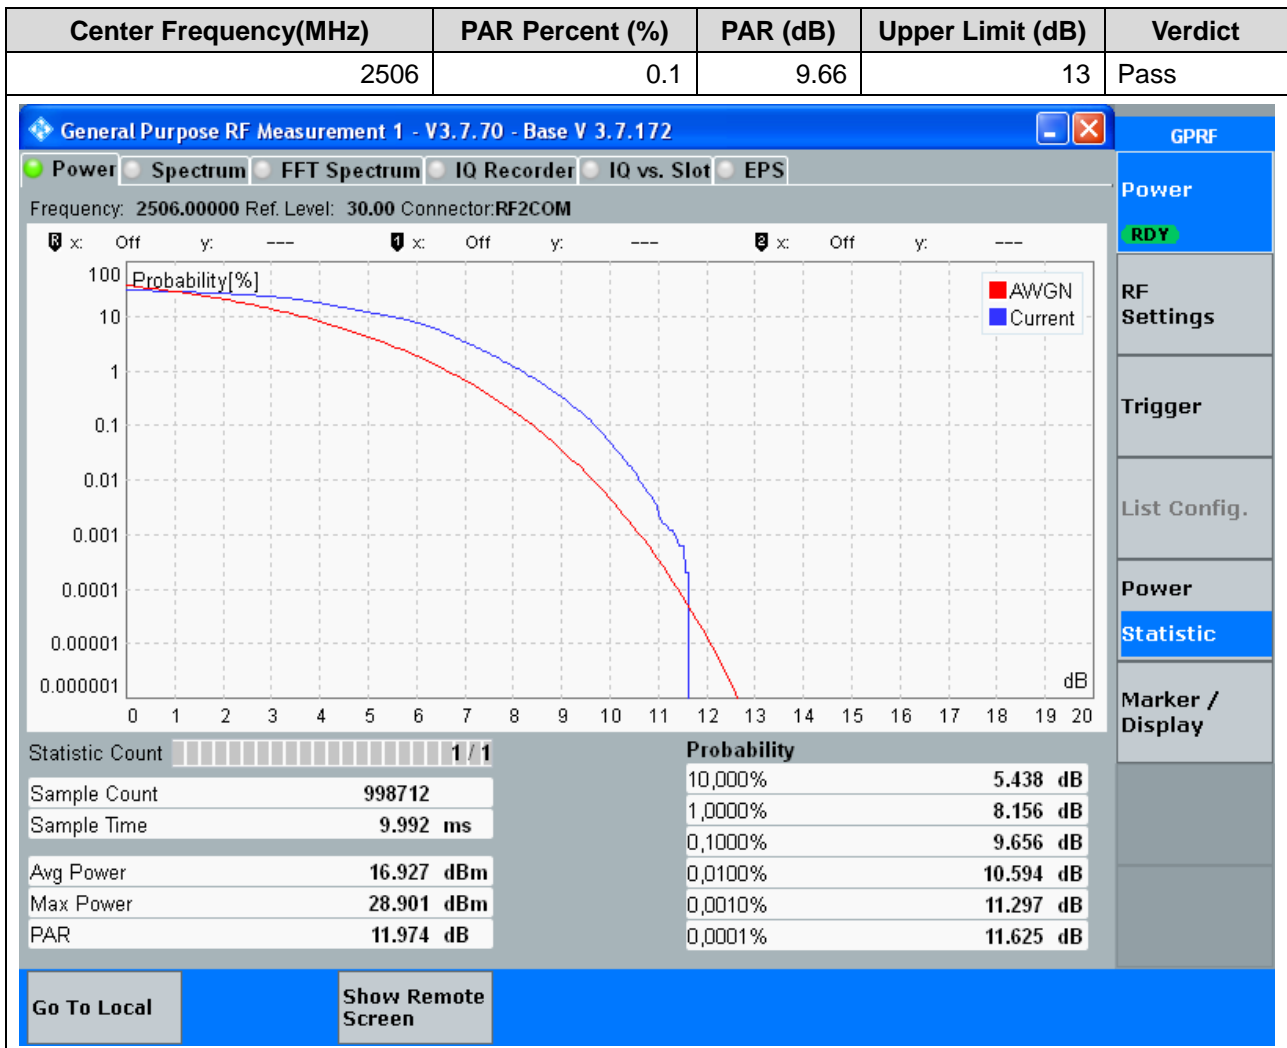 Center Frequency(MHz) PAR Percent (%) PAR (dB) Upper Limit (dB) Verdict
2506 0.1 9.66 13 Pass
General Purpose RF Measurement 1 - V3.7.70 - Base V 3.7.172
GPRF
Power Spectrum FFT Spectrum IQ Recorder IQ vs. Slot EPS
Frequency: 2506.00000 Ref. Level: 30.00 Connector:RF2COM
Power
RDY
R x: Off y: --- 1 x: Off y: --- 2 x: Off y: ---
Probability[%]
AWGN
Current
100
10
1
0.1
0.01
0.001
0.0001
0.00001
0.000001
dB
0 1 2 3 4 5 6 7 8 9 10 11 12 13 14 15 16 17 18 19 20
RF
Settings
Trigger
List Config.
Power
Statistic
Marker /
Display
Statistic Count 1 / 1
Sample Count 998712
Sample Time 9.992 ms
Avg Power 16.927 dBm
Max Power 28.901 dBm
PAR 11.974 dB
Probability
10,000% 5.438 dB
1,0000% 8.156 dB
0,1000% 9.656 dB
0,0100% 10.594 dB
0,0010% 11.297 dB
0,0001% 11.625 dB
Go To Local
Show Remote
Screen